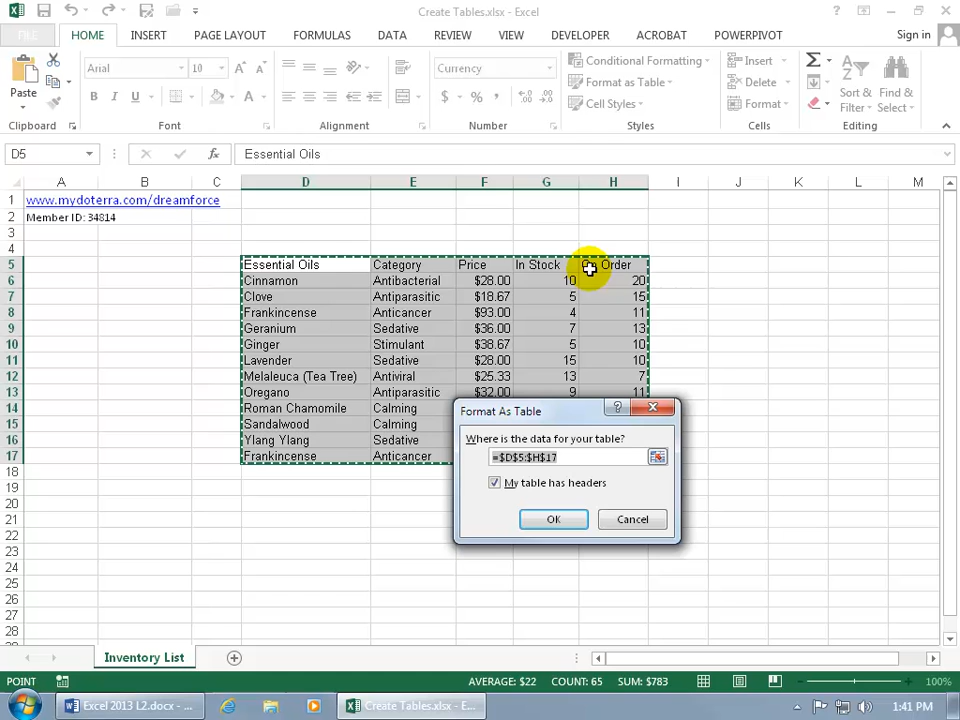 Create Tables.xlsx - Excel
FILE HOME INSERT PAGE LAYOUT FORMULAS DATA REVIEW VIEW DEVELOPER ACROBAT POWERPIVOT Sign in
Paste
Arial 10 A A
B I U A
Currency
$ % ,
Conditional Formatting
Format as Table
Cell Styles
Insert
Delete
Format
Sort & Filter
Find & Select
Clipboard Font Alignment Number Styles Cells Editing
D5 fx Essential Oils
A B C D E F G H I J K L M
1 www.mydoterra.com/dreamforce
2 Member ID: 34814
3
4
5 Essential Oils Category Price In Stock On Order
6 Cinnamon Antibacterial $28.00 10 20
7 Clove Antiparasitic $18.67 5 15
8 Frankincense Anticancer $93.00 4 11
9 Geranium Sedative $36.00 7 13
10 Ginger Stimulant $38.67 5 10
11 Lavender Sedative $28.00 15 10
12 Melaleuca (Tea Tree) Antiviral $25.33 13 7
13 Oregano Antiparasitic $32.00 9 11
14 Roman Chamomile Calming
15 Sandalwood Calming
16 Ylang Ylang Sedative
17 Frankincense Anticancer
18
19
20
21
22
23
24
25
26
27
28
Format As Table
Where is the data for your table?
=$D$5:$H$17
My table has headers
OK Cancel
Inventory List
POINT AVERAGE: $22 COUNT: 65 SUM: $783 100%
Excel 2013 L2.docx - ... Create Tables.xlsx - E... 1:41 PM